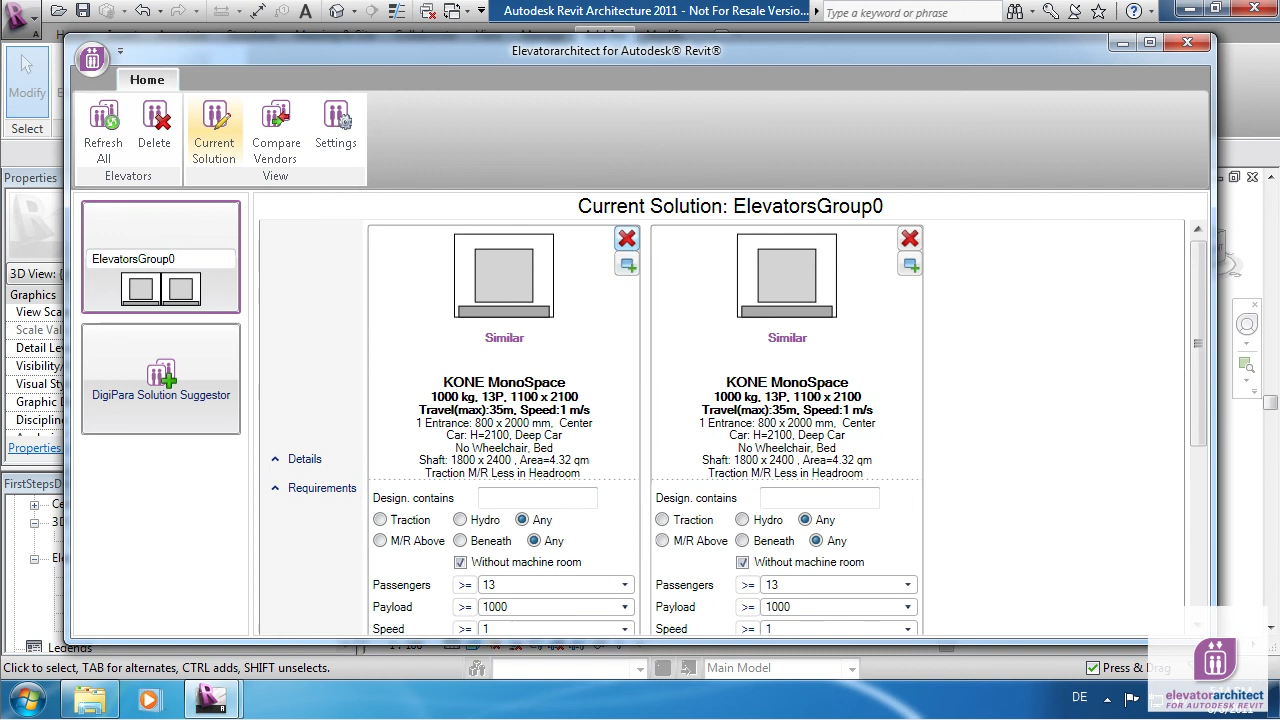 Autodesk Revit Architecture 2011 - Not For Resale Versio...
Type a keyword or phrase
Elevatorarchitect for Autodesk® Revit®
Modify
Select
Home
Refresh All
Delete
Current Solution
Compare Vendors
Settings
Elevators
View
Properties
3D View: {
Graphics
View Sca
Scale Valu
Detail Lev
Visibility/
Visual Sty
Graphic D
Disciplin
Properties
FirstStepsD
Ce
3D
Ele
Legends
ElevatorsGroup0
DigiPara Solution Suggestor
Current Solution: ElevatorsGroup0
Details
Requirements
Similar
KONE MonoSpace
1000 kg, 13P, 1100 x 2100
Travel(max):35m, Speed:1 m/s
1 Entrance: 800 x 2000 mm, Center
Car: H=2100, Deep Car
No Wheelchair, Bed
Shaft: 1800 x 2400 , Area=4.32 qm
Traction M/R Less in Headroom
Design. contains
Traction Hydro Any
M/R Above Beneath Any
Without machine room
Passengers >= 13
Payload >= 1000
Speed >= 1
Similar
KONE MonoSpace
1000 kg, 13P, 1100 x 2100
Travel(max):35m, Speed:1 m/s
1 Entrance: 800 x 2000 mm, Center
Car: H=2100, Deep Car
No Wheelchair, Bed
Shaft: 1800 x 2400 , Area=4.32 qm
Traction M/R Less in Headroom
Design. contains
Traction Hydro Any
M/R Above Beneath Any
Without machine room
Passengers >= 13
Payload >= 1000
Speed >= 1
1 : 100
Click to select, TAB for alternates, CTRL adds, SHIFT unselects.
Main Model
Press & Drag
DE
elevatorarchitect
FOR AUTODESK REVIT